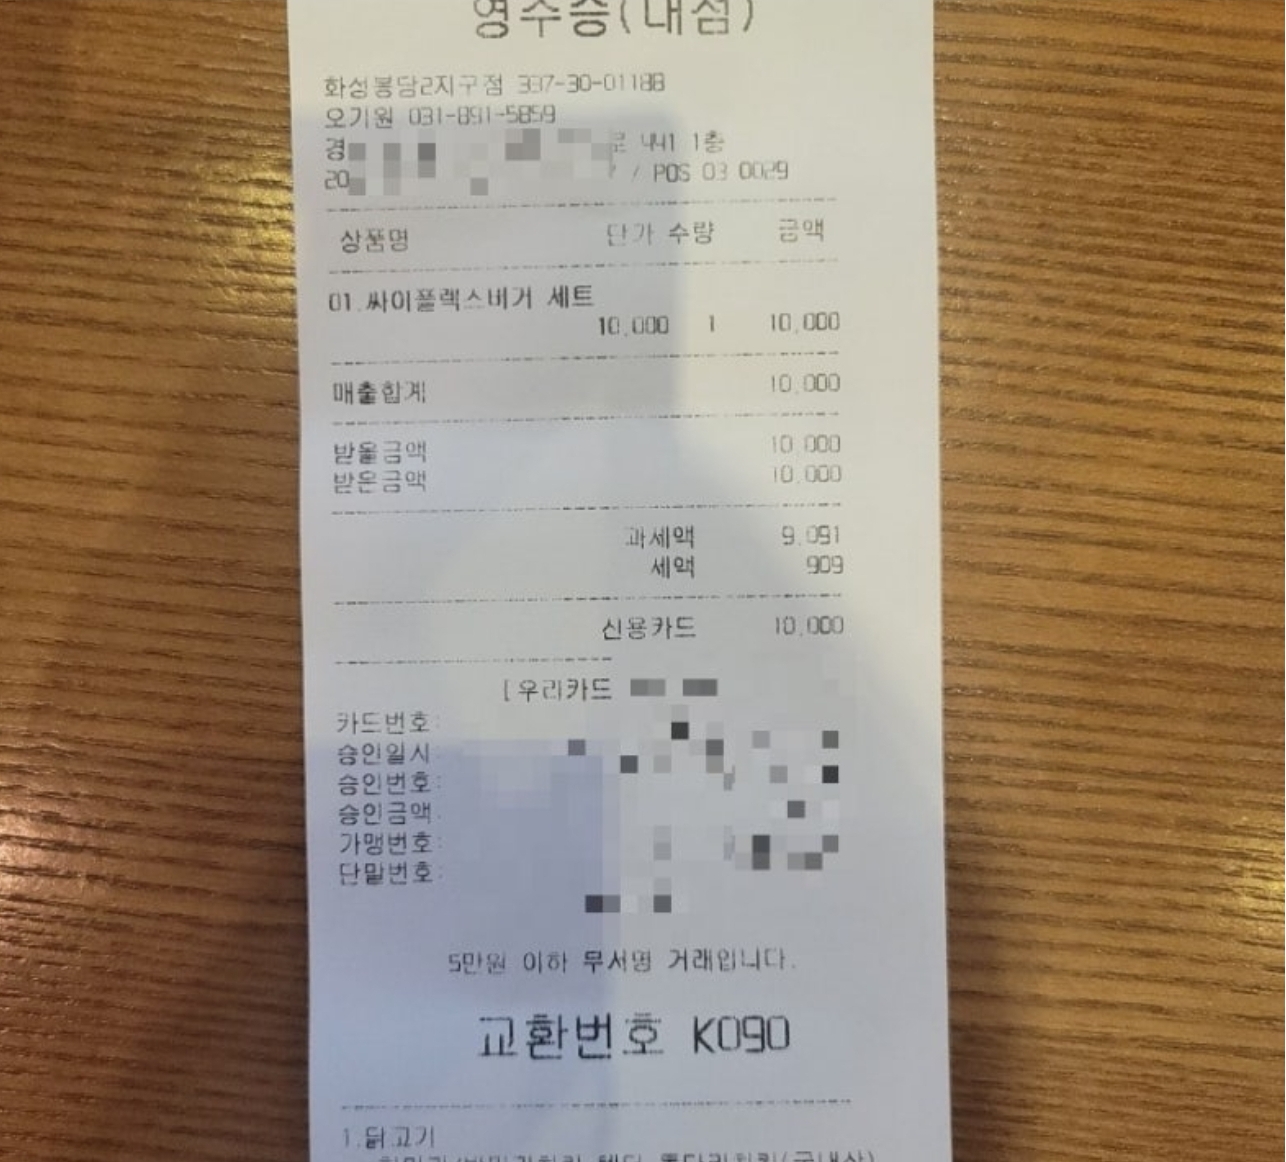 영수증(내점)
화성봉담2지구점 337-30-01188
오기원 031-891-5859
경 로 441 1층
20 / POS 03 0029
상품명 단가 수량 금액
01.싸이플렉스버거 세트
10,000 1 10,000
매출합계 10,000
받을금액 10,000
받은금액 10,000
과세액 9,091
세액 909
신용카드 10,000
[우리카드
카드번호:
승인일시:
승인번호:
승인금액:
가맹번호:
단말번호:
5만원 이하 무서명 거래입니다.
교환번호 K090
1.닭고기